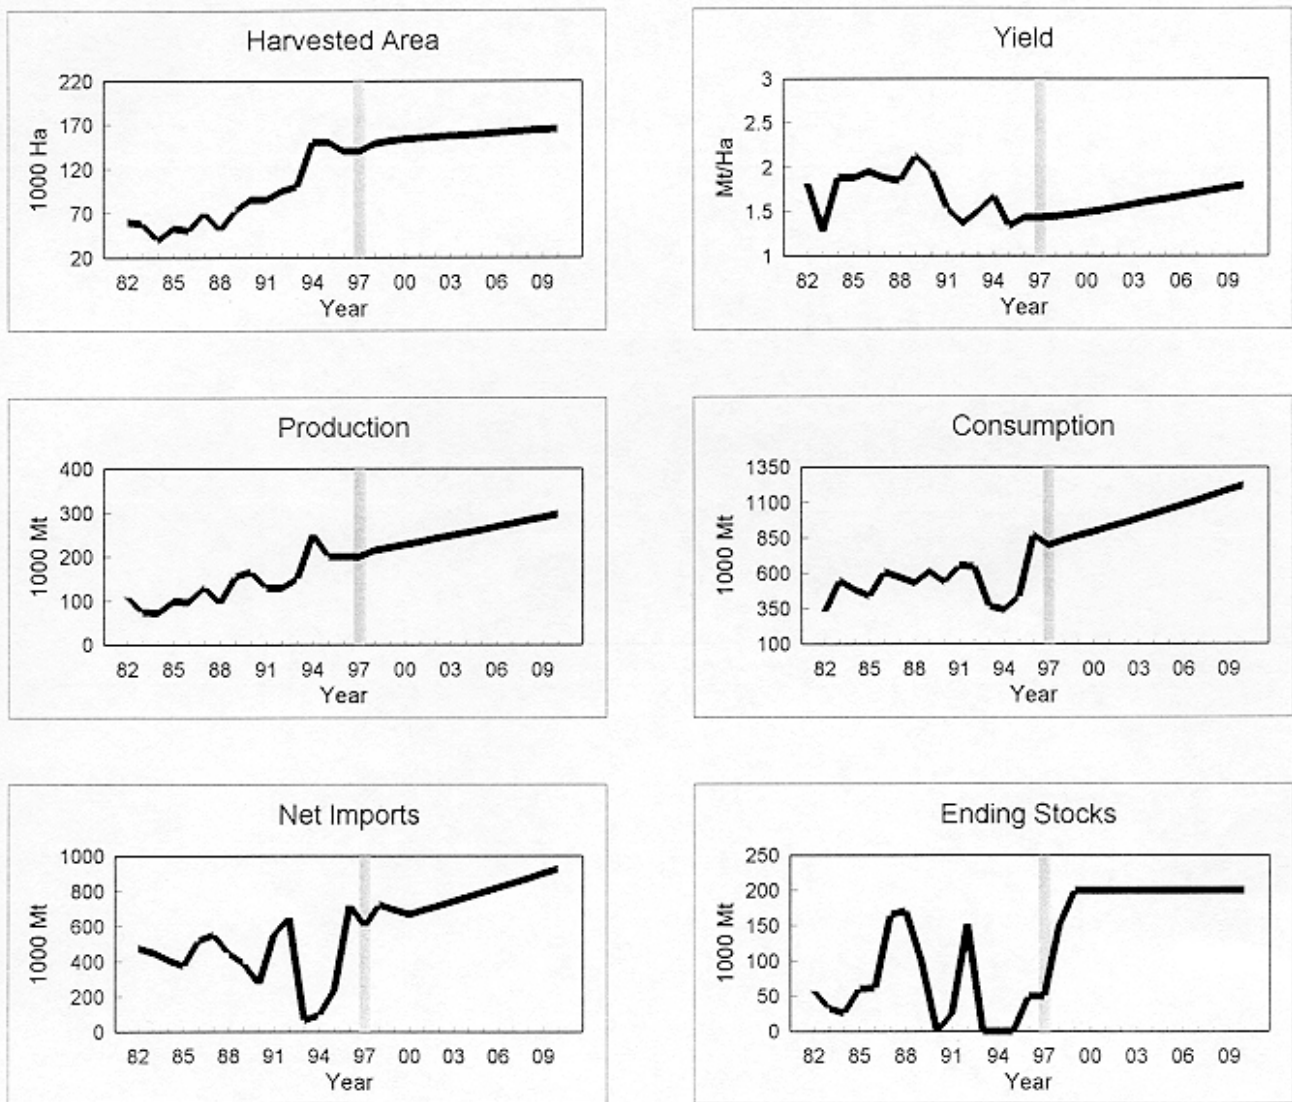 Harvested Area
220
170
120
70
20
1000 Ha
82 85 88 91 94 97 00 03 06 09
Year
Yield
3
2.5
2
1.5
1
Mt/Ha
82 85 88 91 94 97 00 03 06 09
Year
Production
400
300
200
100
0
1000 Mt
82 85 88 91 94 97 00 03 06 09
Year
Consumption
1350
1100
850
600
350
100
1000 Mt
82 85 88 91 94 97 00 03 06 09
Year
Net Imports
1000
800
600
400
200
0
1000 Mt
82 85 88 91 94 97 00 03 06 09
Year
Ending Stocks
250
200
150
100
50
0
1000 Mt
82 85 88 91 94 97 00 03 06 09
Year